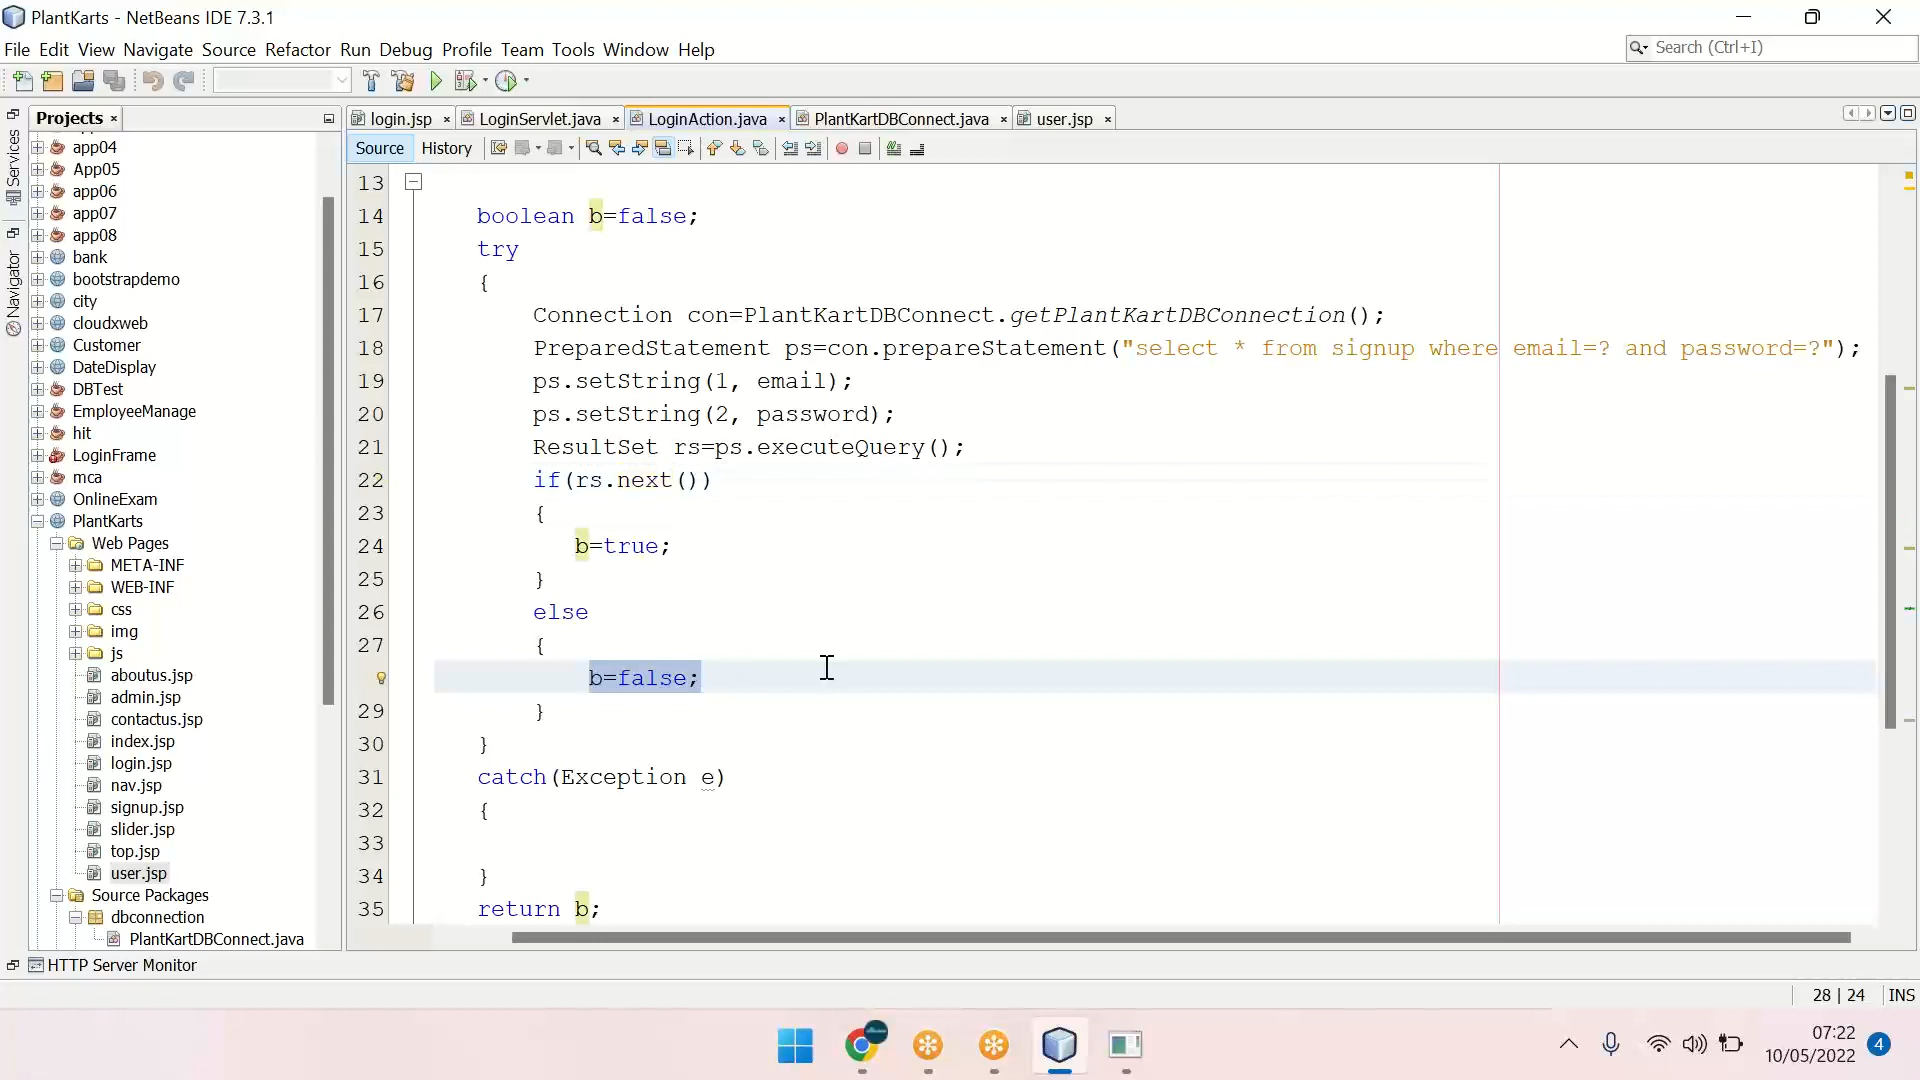 PlantKarts - NetBeans IDE 7.3.1
File Edit View Navigate Source Refactor Run Debug Profile Team Tools Window Help
Search (Ctrl+I)
Services
Navigator
Projects
app04
App05
app06
app07
app08
bank
bootstrapdemo
city
cloudxweb
Customer
DateDisplay
DBTest
EmployeeManage
hit
LoginFrame
mca
OnlineExam
PlantKarts
Web Pages
META-INF
WEB-INF
css
img
js
aboutus.jsp
admin.jsp
contactus.jsp
index.jsp
login.jsp
nav.jsp
signup.jsp
slider.jsp
top.jsp
user.jsp
Source Packages
dbconnection
PlantKartDBConnect.java
login.jsp LoginServlet.java LoginAction.java PlantKartDBConnect.java user.jsp
Source History
13
14 boolean b=false;
15 try
16 {
17 Connection con=PlantKartDBConnect.getPlantKartDBConnection();
18 PreparedStatement ps=con.prepareStatement("select * from signup where email=? and password=?");
19 ps.setString(1, email);
20 ps.setString(2, password);
21 ResultSet rs=ps.executeQuery();
22 if(rs.next())
23 {
24 b=true;
25 }
26 else
27 {
b=false;
29 }
30 }
31 catch(Exception e)
32 {
33
34 }
35 return b;
HTTP Server Monitor
28 | 24 INS
07:22
10/05/2022
4